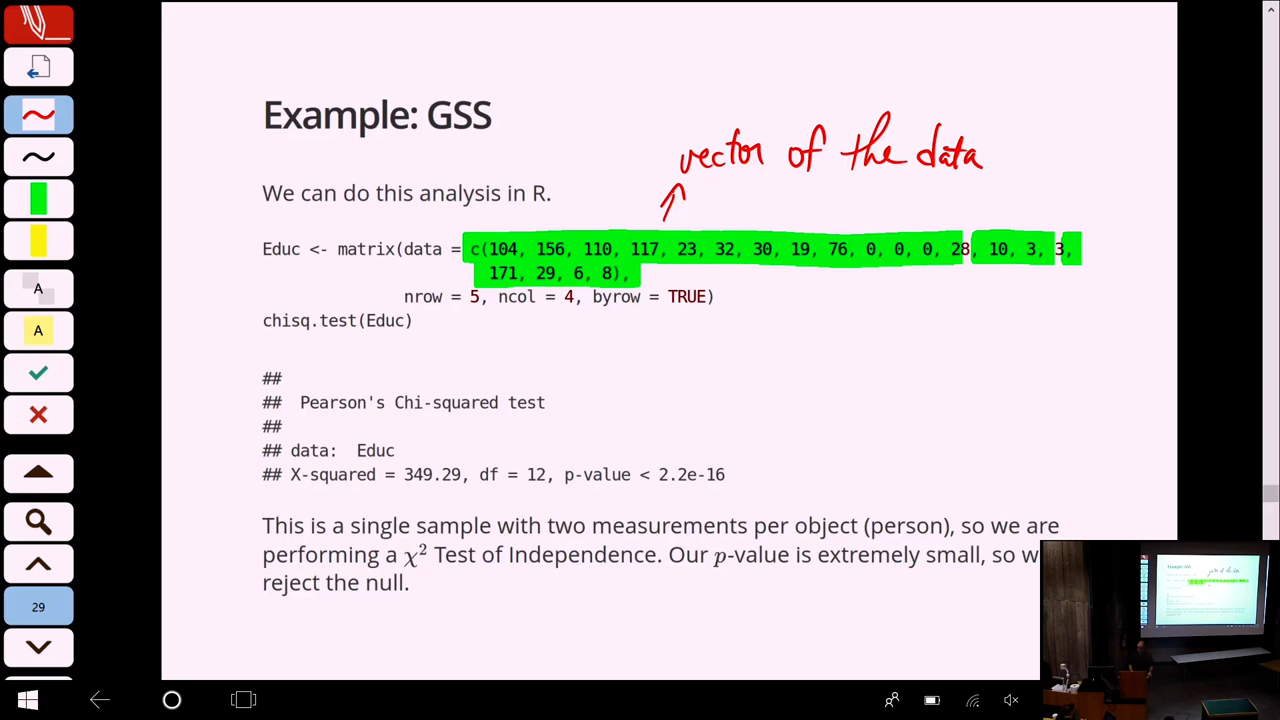 Example: GSS
vector of the data
We can do this analysis in R.
Educ <- matrix(data = c(104, 156, 110, 117, 23, 32, 30, 19, 76, 0, 0, 0, 28, 10, 3, 3,
171, 29, 6, 8),
nrow = 5, ncol = 4, byrow = TRUE)
chisq.test(Educ)
##
## Pearson's Chi-squared test
##
## data: Educ
## X-squared = 349.29, df = 12, p-value < 2.2e-16
This is a single sample with two measurements per object (person), so we are
performing a χ² Test of Independence. Our p-value is extremely small, so w
reject the null.
A
A
29